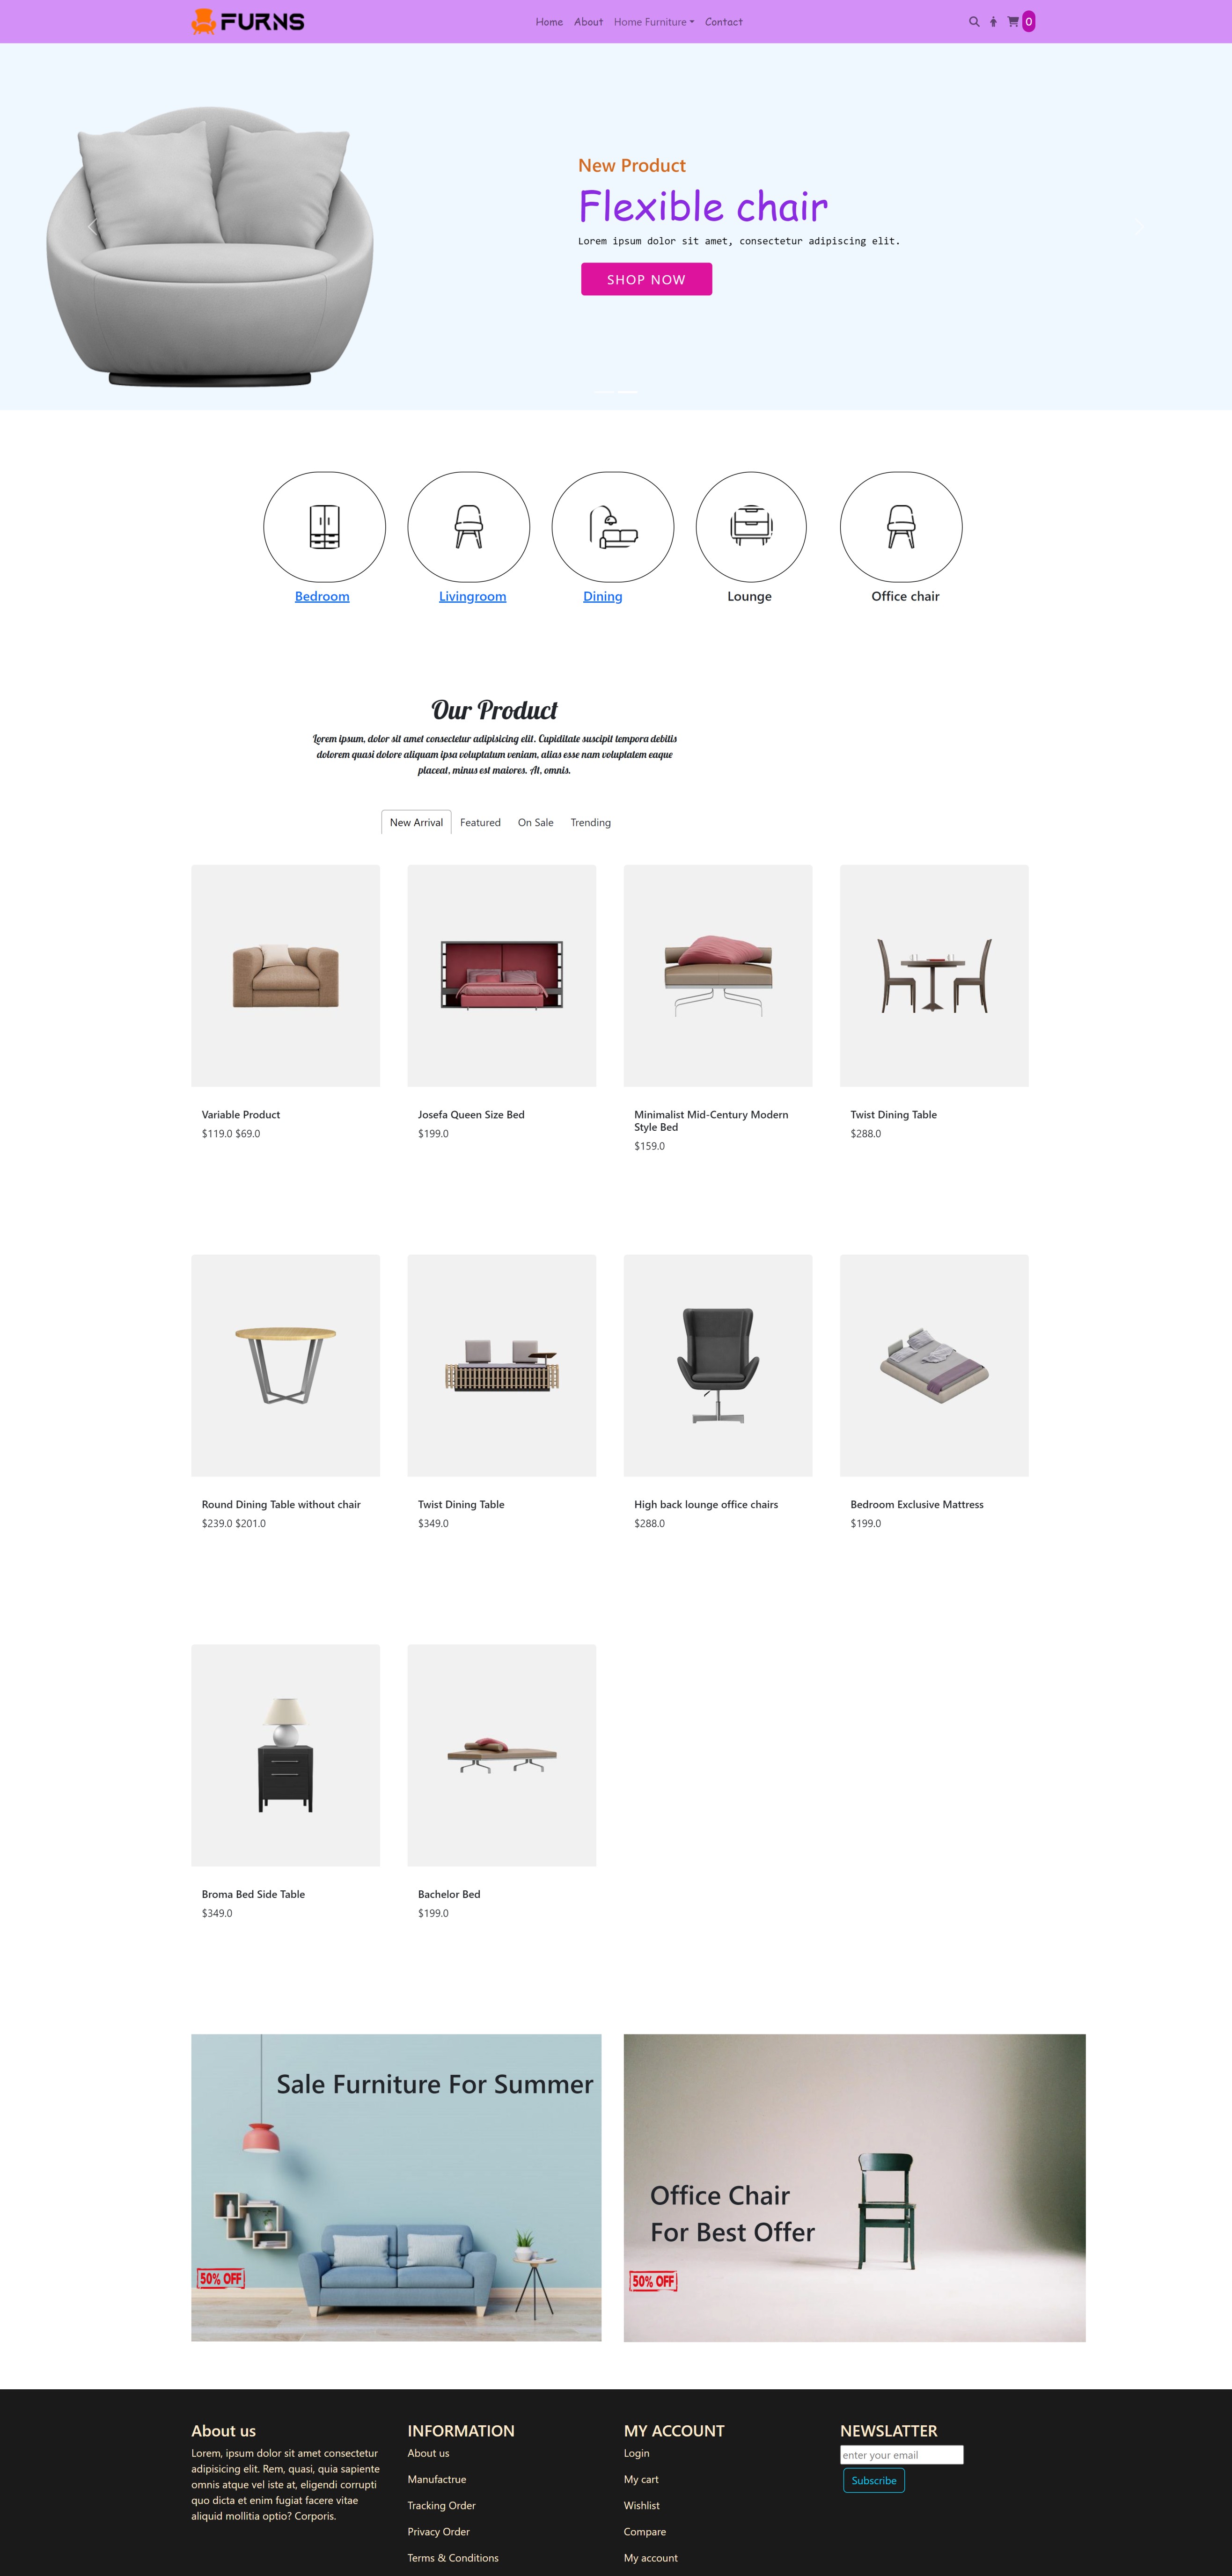 FURNS
Home About Home Furniture Contact
0
New Product
Flexible chair
Lorem ipsum dolor sit amet, consectetur adipiscing elit.
SHOP NOW
Bedroom Livingroom Dining Lounge Office chair
Our Product
Lorem ipsum, dolor sit amet consectetur adipisicing elit. Cupiditate suscipit tempora debitis
dolorem quasi dolore aliquam ipsa voluptatum veniam, alias esse nam voluptatem eaque
placeat, minus est maiores. At, omnis.
New Arrival Featured On Sale Trending
Variable Product
$119.0 $69.0
Josefa Queen Size Bed
$199.0
Minimalist Mid-Century Modern
Style Bed
$159.0
Twist Dining Table
$288.0
Round Dining Table without chair
$239.0 $201.0
Twist Dining Table
$349.0
High back lounge office chairs
$288.0
Bedroom Exclusive Mattress
$199.0
Broma Bed Side Table
$349.0
Bachelor Bed
$199.0
Sale Furniture For Summer
50% OFF
Office Chair
For Best Offer
50% OFF
About us
Lorem, ipsum dolor sit amet consectetur
adipisicing elit. Rem, quasi, quia sapiente
omnis atque vel iste at, eligendi corrupti
quo dicta et enim fugiat facere vitae
aliquid mollitia optio? Corporis.
INFORMATION
About us
Manufactrue
Tracking Order
Privacy Order
Terms & Conditions
MY ACCOUNT
Login
My cart
Wishlist
Compare
My account
NEWSLATTER
enter your email
Subscribe